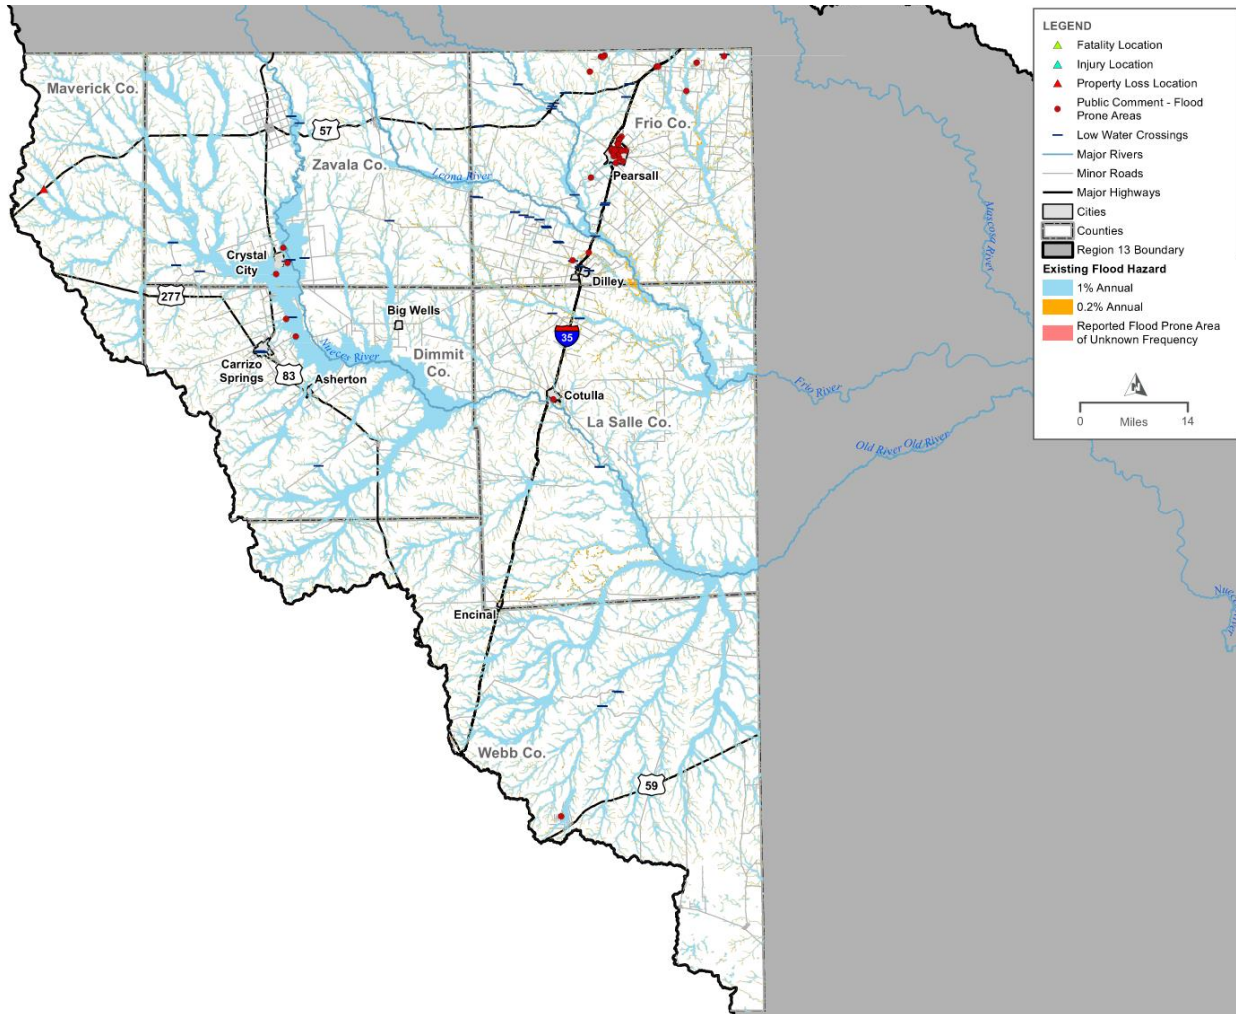 LEGEND
Fatality Location
Injury Location
Property Loss Location
Public Comment - Flood
Prone Areas
Low Water Crossings
Major Rivers
Minor Roads
Major Highways
Cities
Counties
Region 13 Boundary
Existing Flood Hazard
1% Annual
0.2% Annual
Reported Flood Prone Area
of Unknown Frequency
N
0 Miles 14
Maverick Co.
57
Zavala Co.
Frio Co.
Pearsall
Leona River
Atascosa River
Crystal
City
277
Dilley
Big Wells
35
Nueces River
Dimmit
Co.
Carrizo
Springs
83
Asherton
Cotulla
Frio River
La Salle Co.
Old River Old River
Encinal
Webb Co.
59